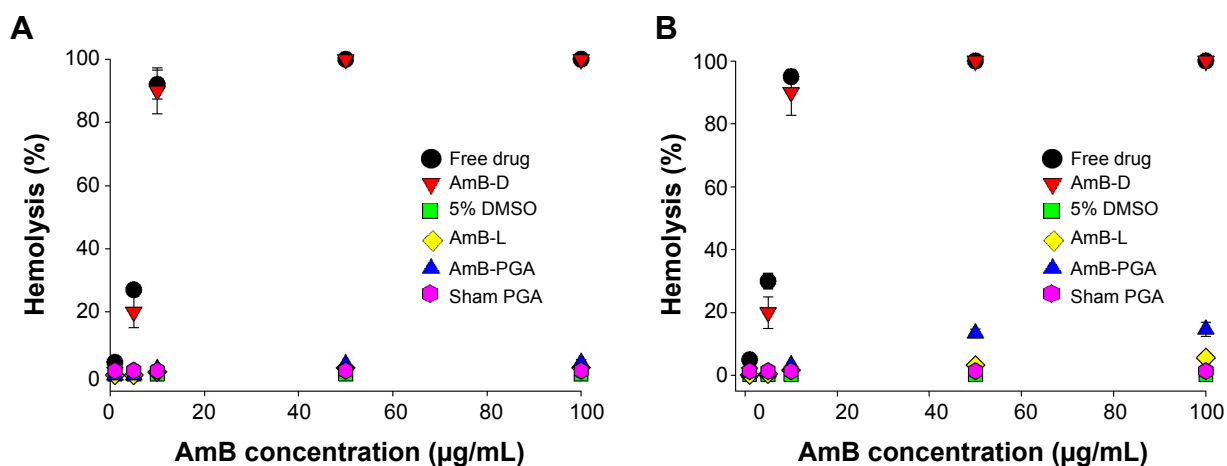 A
Hemolysis (%)
100
80
60
40
20
0
0 20 40 60 80 100
AmB concentration (µg/mL)
Free drug
AmB-D
5% DMSO
AmB-L
AmB-PGA
Sham PGA
B
Hemolysis (%)
100
80
60
40
20
0
0 20 40 60 80 100
AmB concentration (µg/mL)
Free drug
AmB-D
5% DMSO
AmB-L
AmB-PGA
Sham PGA